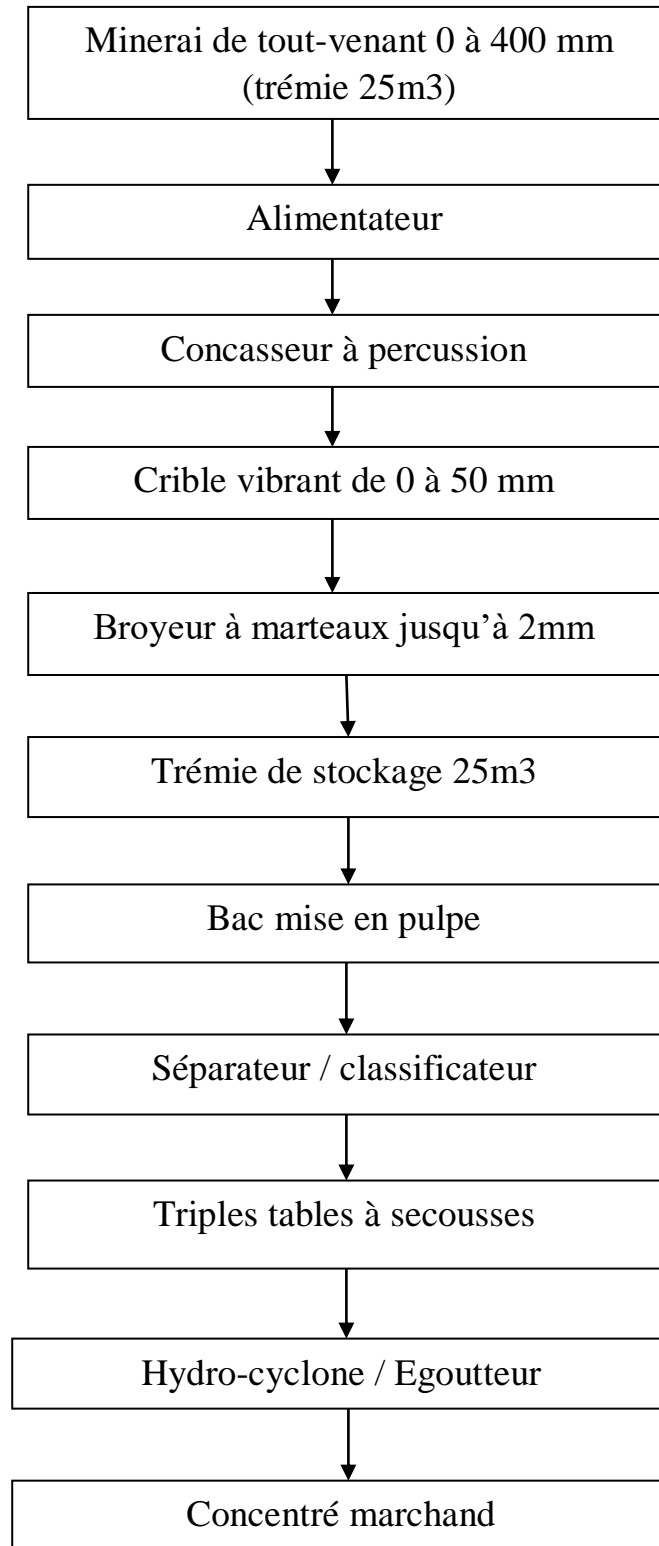 Minerai de tout-venant 0 à 400 mm
(trémie 25m3)
Alimentateur
Concasseur à percussion
Crible vibrant de 0 à 50 mm
Broyeur à marteaux jusqu’à 2mm
Trémie de stockage 25m3
Bac mise en pulpe
Séparateur / classificateur
Triples tables à secousses
Hydro-cyclone / Egoutteur
Concentré marchand